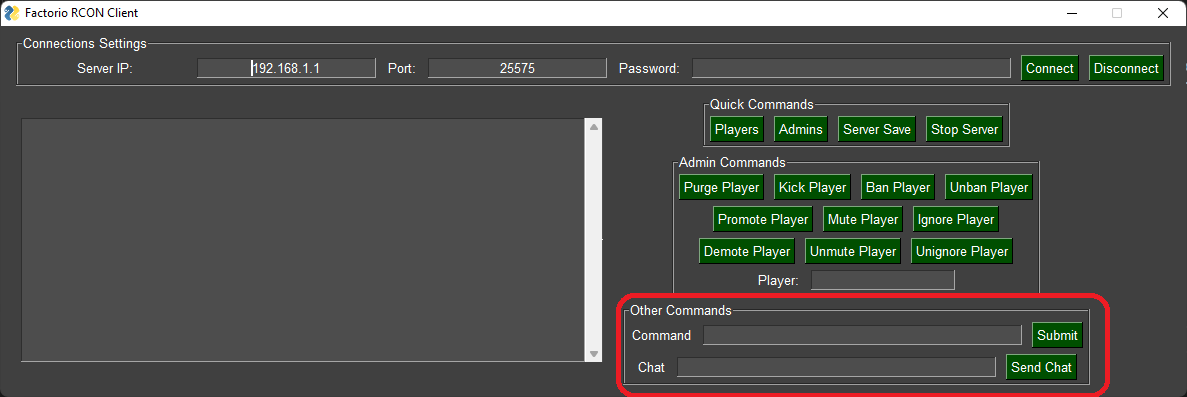 Factorio RCON Client
Connections Settings
Server IP: 192.168.1.1 Port: 25575 Password: Connect Disconnect
Quick Commands
Players Admins Server Save Stop Server
Admin Commands
Purge Player Kick Player Ban Player Unban Player
Promote Player Mute Player Ignore Player
Demote Player Unmute Player Unignore Player
Player:
Other Commands
Command Submit
Chat Send Chat